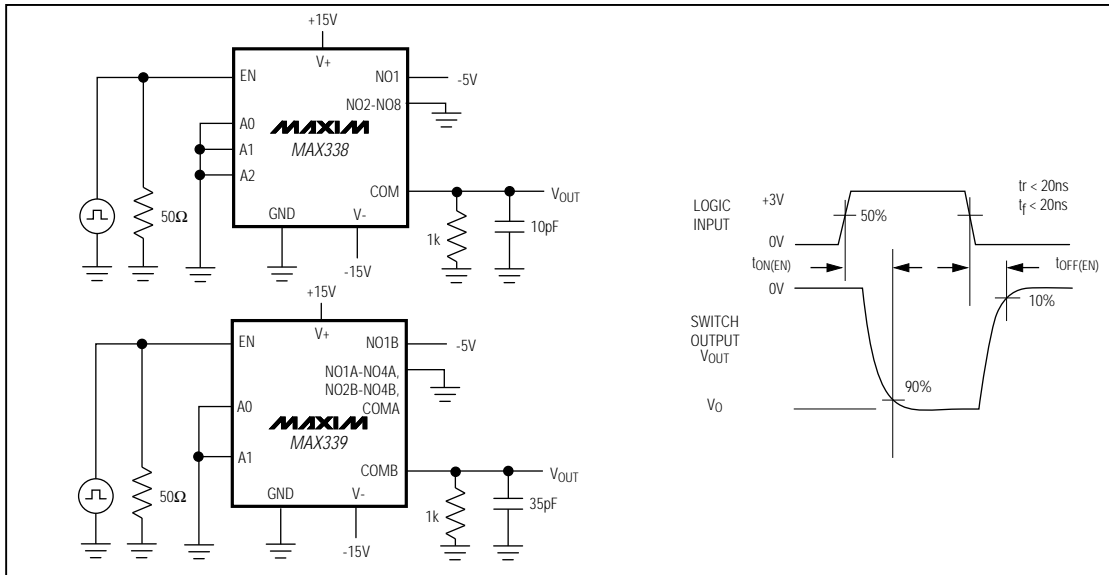 +15V
V+
EN
NO1
-5V
NO2-NO8
A0
MAXIM
A1
MAX338
A2
COM
VOUT
50Ω
GND
V-
1k
10pF
-15V
+15V
V+
EN
NO1B
-5V
NO1A-NO4A,
NO2B-NO4B,
COMA
A0
MAXIM
MAX339
A1
COMB
VOUT
50Ω
GND
V-
1k
35pF
-15V
LOGIC
INPUT
+3V
50%
0V
tr < 20ns
tf < 20ns
tON(EN)
tOFF(EN)
0V
10%
SWITCH
OUTPUT
VOUT
90%
VO